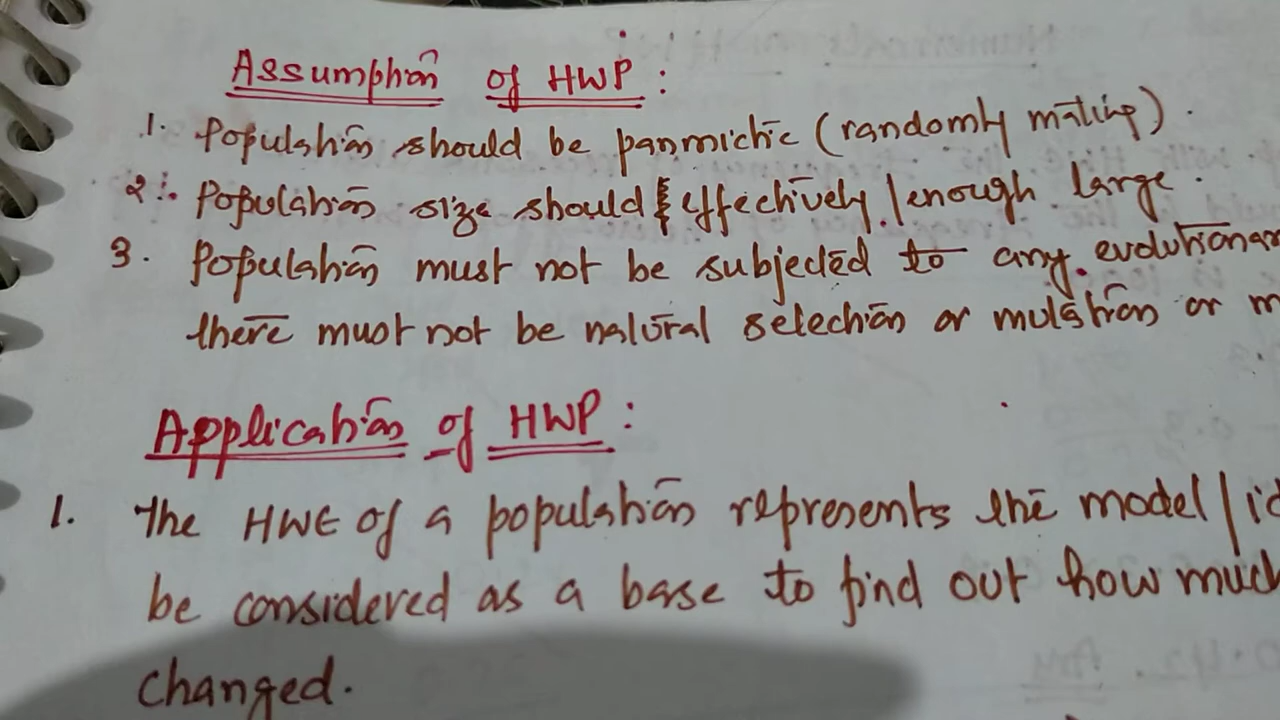 Assumption of HWP :
1. Population should be panmictic (randomly mating).
2. Population size should effectively / enough large.
3. Population must not be subjected to any evolutionar
there must not be natural selection or mutation or m
Application of HWP :
1. The HWE of a population represents the model / id
be considered as a base to find out how much
changed.